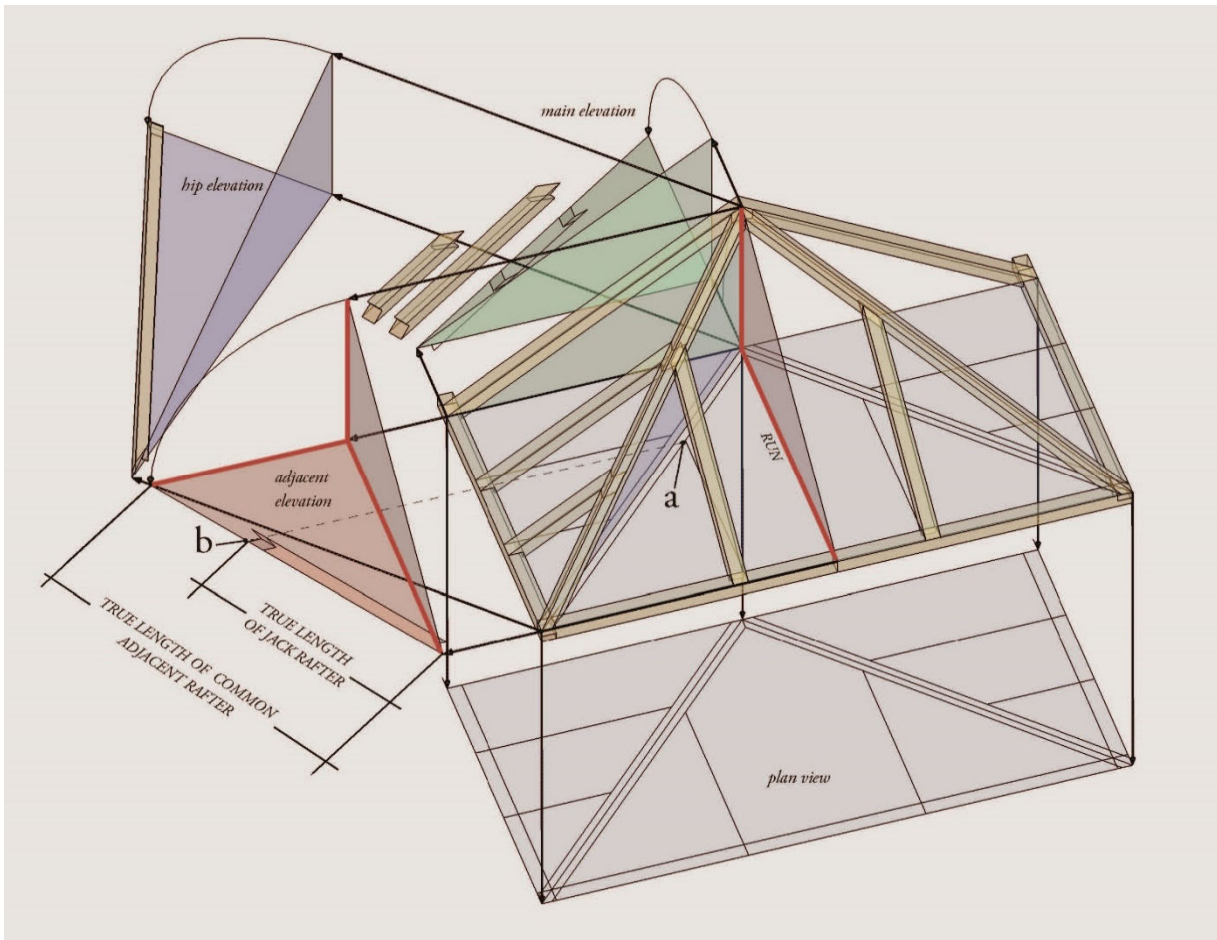 main elevation
hip elevation
RUN
adjacent
elevation
a
b
TRUE LENGTH
OF JACK RAFTER
TRUE LENGTH OF COMMON
ADJACENT RAFTER
plan view